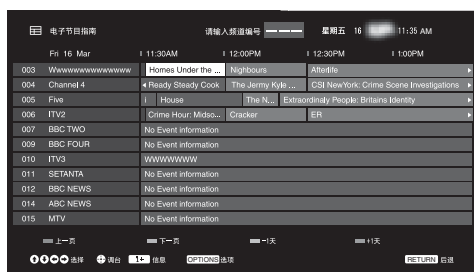 电子节目指南 请输入频道编号 — — — 星期五 16 11:35 AM
Fri 16 Mar 11:30AM 12:00PM 12:30PM 1:00PM
003 Wwwwwwwwwwwwww Homes Under the ... Neighbours Afterlife
004 Channel 4 Ready Steady Cook The Jermy Kyle ... CSI NewYork: Crime Scene Investigations
005 Five House The N... Extraordinaly People: Britains Identity
006 ITV2 Crime Hour: Midso... Cracker ER
007 BBC TWO No Event information
009 BBC FOUR No Event information
010 ITV3 WWWWWWW
011 SETANTA No Event information
012 BBC NEWS No Event information
014 ABC NEWS No Event information
015 MTV No Event information
上一页 下一页 -1天 +1天
选择 调台 信息 OPTIONS 选项 RETURN 后退